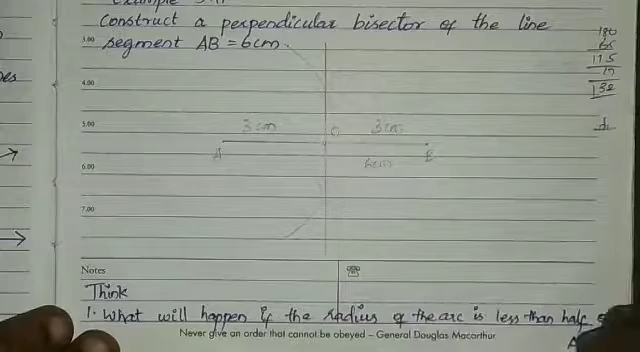 Construct a perpendicular bisector of the line
3.00
segment AB = 6cm.
4.00
5.00
3cm
3cm
A
B
6cm
6.00
7.00
180
65
115
Notes
Think
1. What will happen if the radius of the arc is less than half
Never give an order that cannot be obeyed – General Douglas Macarthur